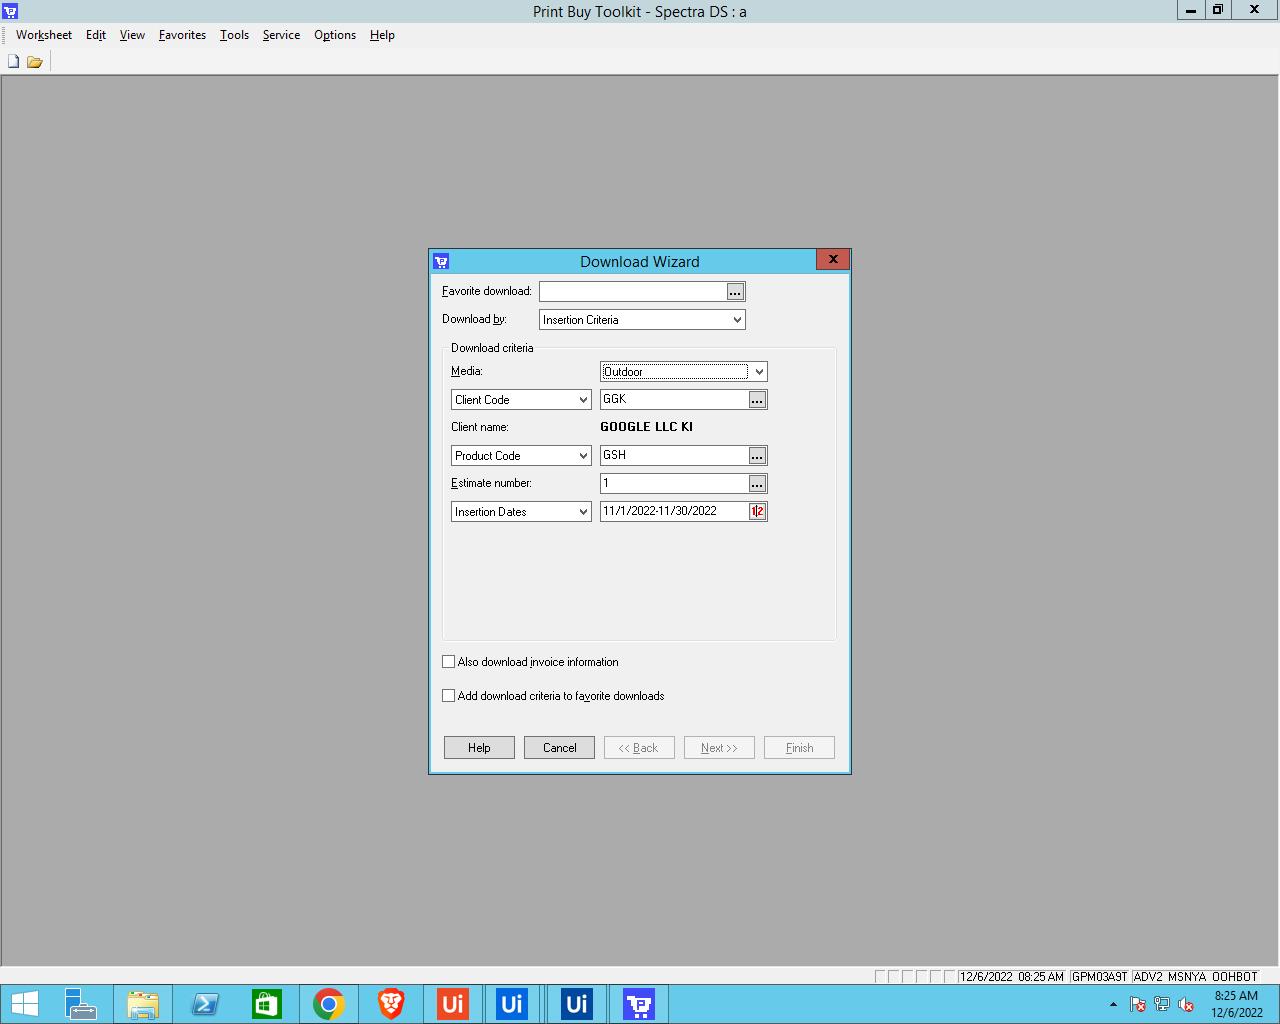 Print Buy Toolkit - Spectra DS : a
Worksheet Edit View Favorites Tools Service Options Help
Download Wizard
Favorite download: ...
Download by: Insertion Criteria
Download criteria
Media: Outdoor
Client Code GGK ...
Client name: GOOGLE LLC KI
Product Code GSH ...
Estimate number: 1 ...
Insertion Dates 11/1/2022-11/30/2022 12
Also download invoice information
Add download criteria to favorite downloads
Help Cancel << Back Next >> Finish
12/6/2022 08:25 AM GPM03A9T ADV2 MSNYA OOHBOT
Ui Ui Ui
8:25 AM
12/6/2022